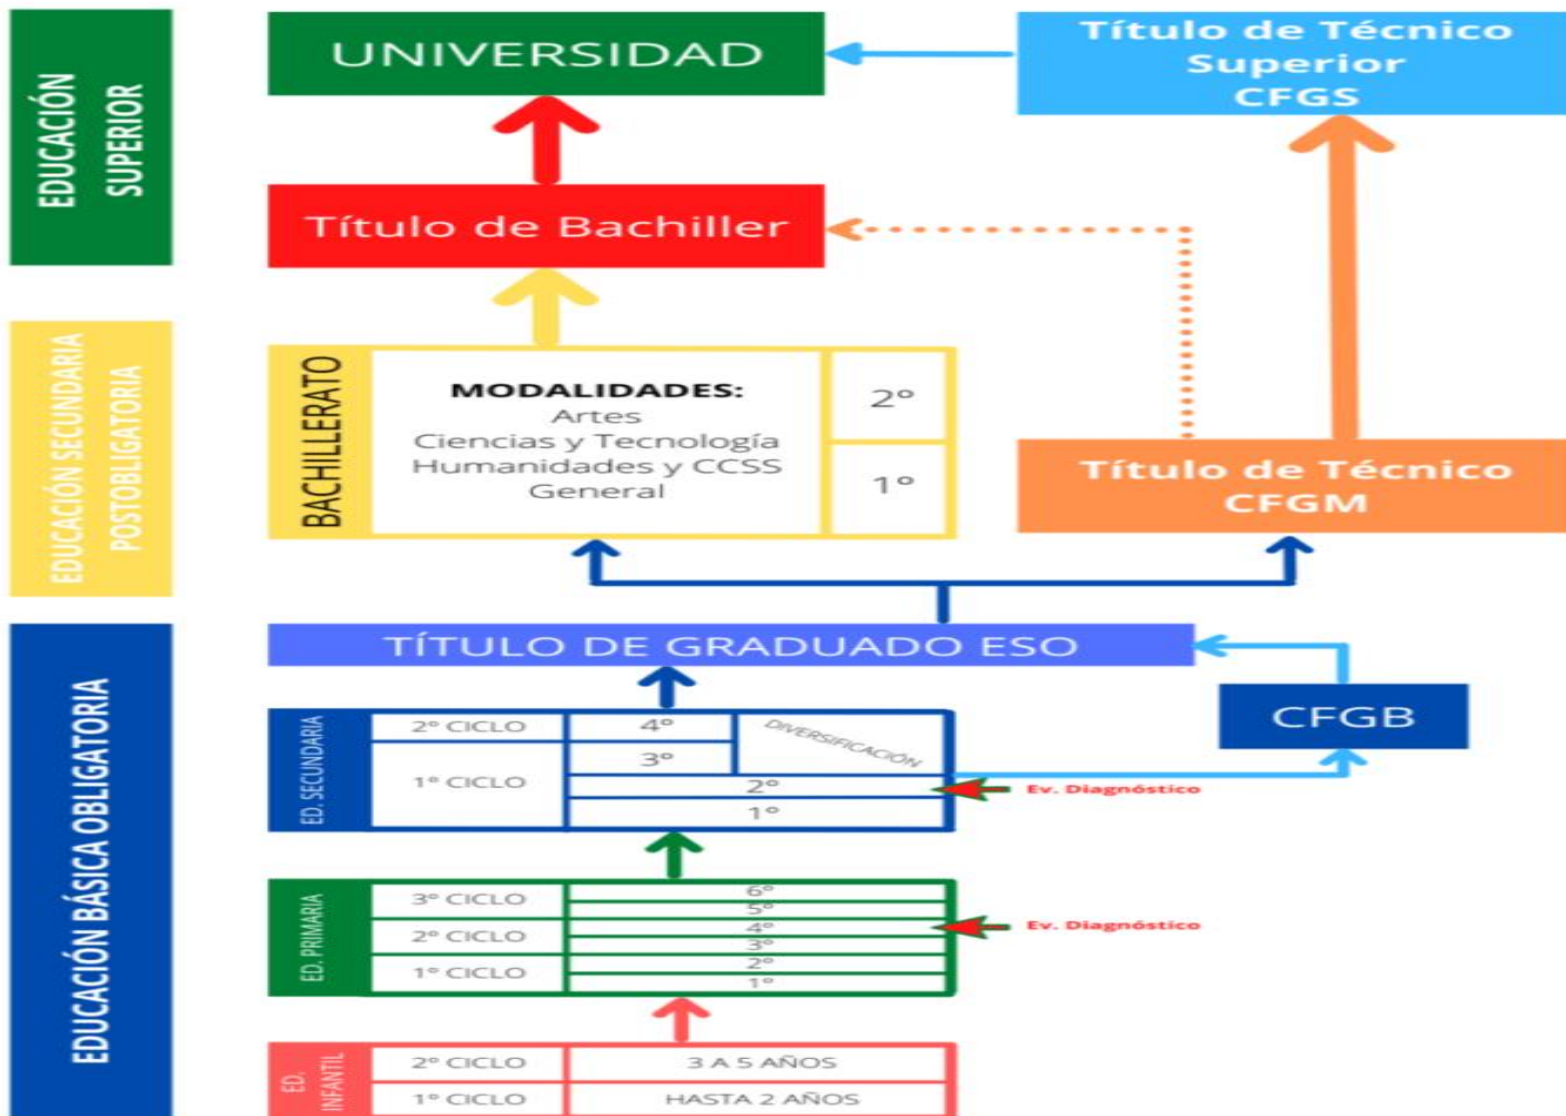 EDUCACIÓN
SUPERIOR
UNIVERSIDAD
Título de Técnico
Superior
CFGS
Título de Bachiller
EDUCACIÓN SECUNDARIA
POSTOBLIGATORIA
BACHILLERATO
MODALIDADES:
Artes
Ciencias y Tecnología
Humanidades y CCSS
General
2º
1º
Título de Técnico
CFGM
EDUCACIÓN BÁSICA OBLIGATORIA
TÍTULO DE GRADUADO ESO
CFGB
ED. SECUNDARIA
2º CICLO
4º
DIVERSIFICACIÓN
3º
1º CICLO
2º
Ev. Diagnóstico
1º
ED. PRIMARIA
3º CICLO
6º
5º
2º CICLO
4º
Ev. Diagnóstico
3º
1º CICLO
2º
1º
ED.
INFANTIL
2º CICLO
3 A 5 AÑOS
1º CICLO
HASTA 2 AÑOS